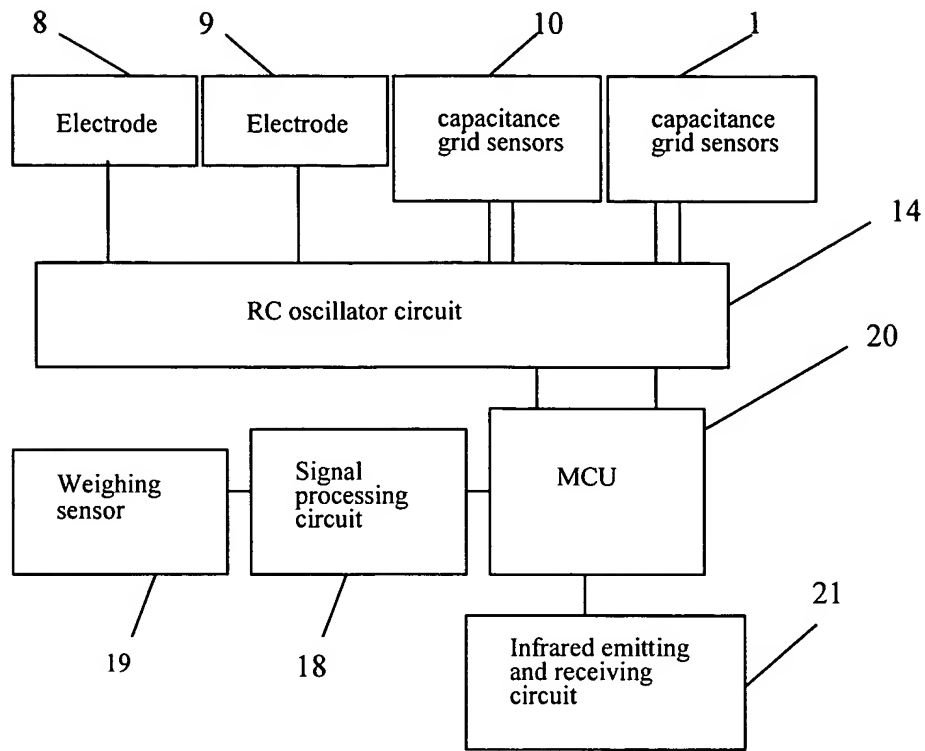 8
9
10
1
Electrode
Electrode
capacitance
grid sensors
capacitance
grid sensors
14
RC oscillator circuit
20
Weighing
sensor
Signal
processing
circuit
MCU
19
18
21
Infrared emitting
and receiving
circuit